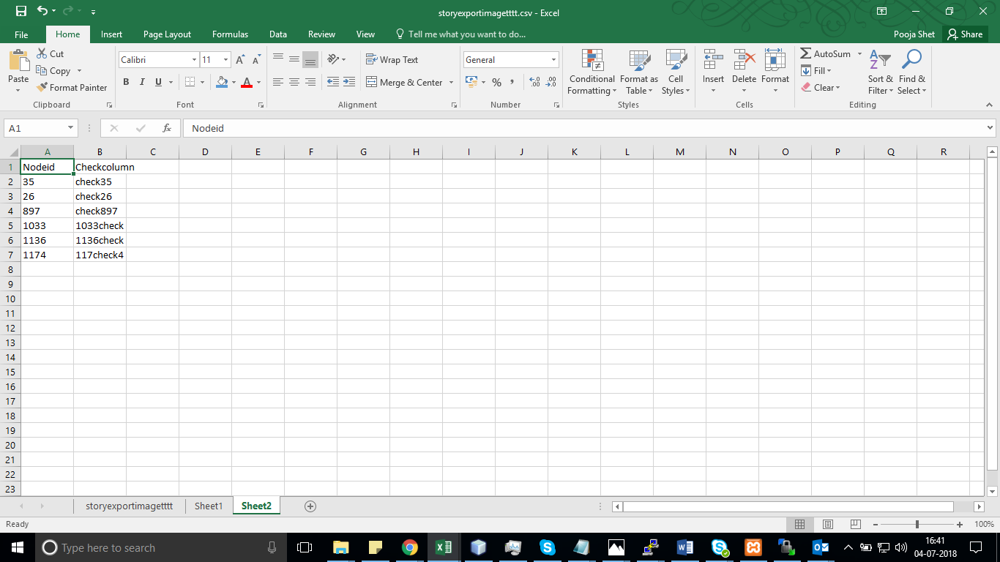 storyexportimagetttt.csv - Excel
File Home Insert Page Layout Formulas Data Review View Tell me what you want to do... Pooja Shet Share
Paste
Cut
Copy
Format Painter
Clipboard
Calibri 11
B I U A
Font
Wrap Text
Merge & Center
Alignment
General
% ,
Number
Conditional Formatting
Format as Table
Cell Styles
Styles
Insert
Delete
Format
Cells
AutoSum
Fill
Clear
Sort & Filter
Find & Select
Editing
A1 fx Nodeid
A B C D E F G H I J K L M N O P Q R
1 Nodeid Checkcolumn
2 35 check35
3 26 check26
4 897 check897
5 1033 1033check
6 1136 1136check
7 1174 117check4
8
9
10
11
12
13
14
15
16
17
18
19
20
21
22
23
storyexportimagetttt Sheet1 Sheet2
Ready 100%
Type here to search
16:41
04-07-2018